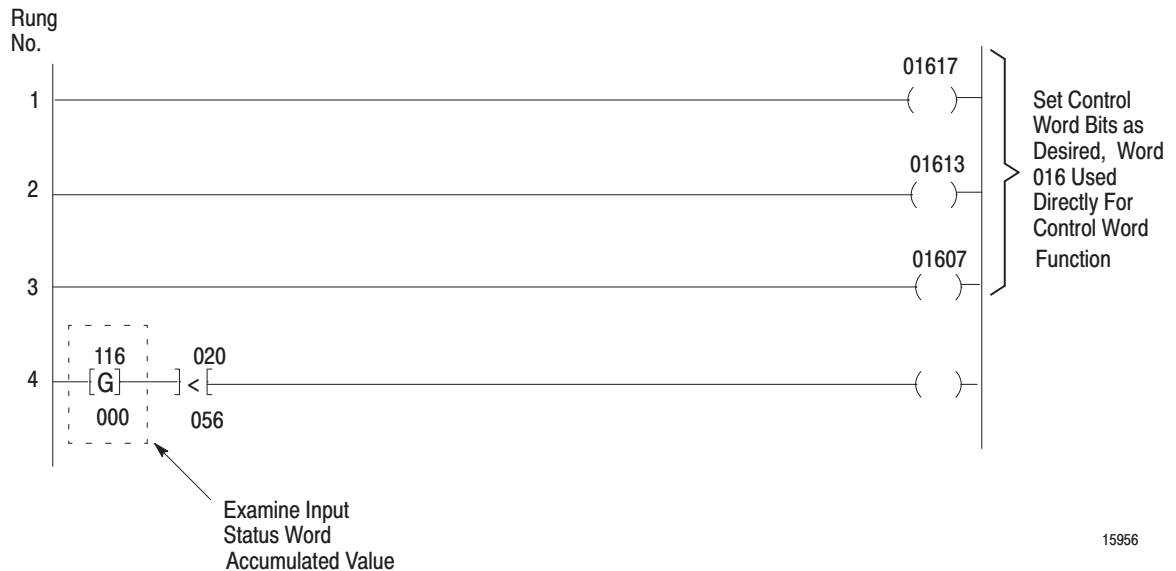 Rung
No.
01617
1
Set Control
Word Bits as
Desired, Word
016 Used
Directly For
Control Word
Function
01613
2
01607
3
116
020
4
[G]
] < [
000
056
Examine Input
Status Word
Accumulated Value
15956